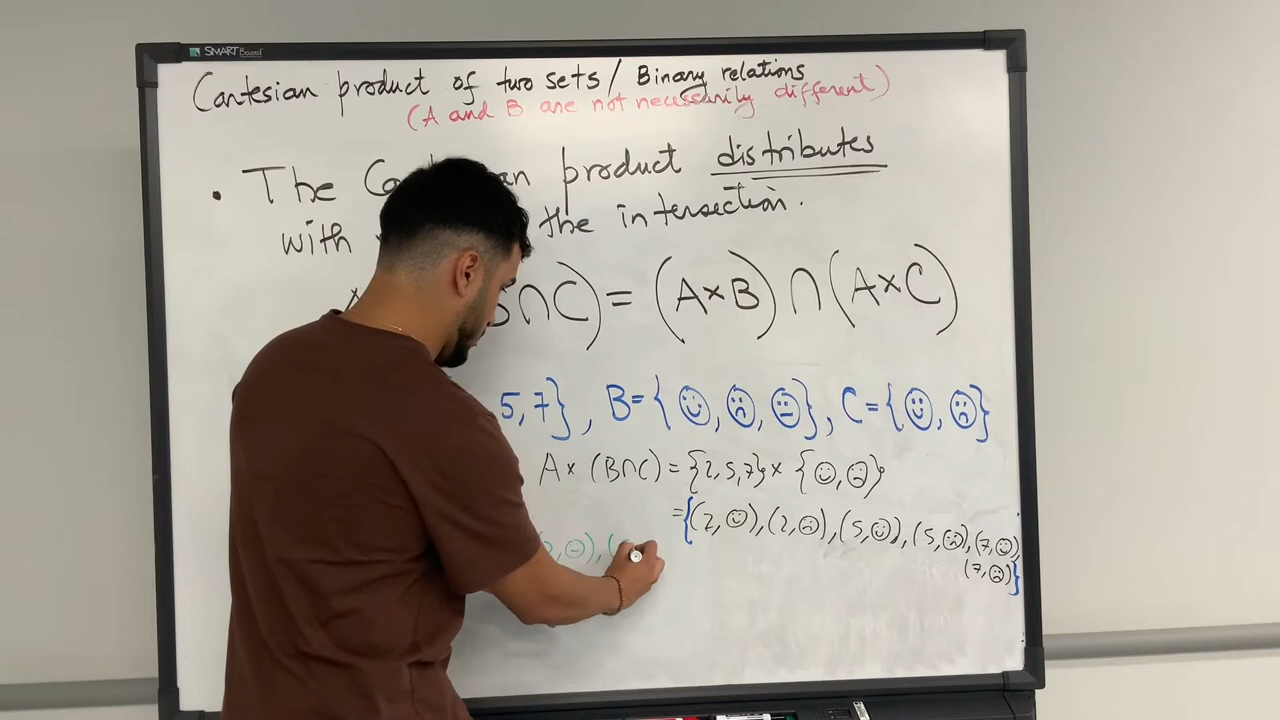 SMART Board
Cartesian product of two sets / Binary relations
(A and B are not necessarily different)
• The product distributes
with the intersection.
∩C) = (A×B) ∩ (A×C)
5,7}, B={☺,☹,😐}, C={☺,☹}
A × (B∩C) = {2,5,7} × {☺,☹}
={(2,☺),(2,☹),(5,☺),(5,☹),(7,☺),
(7,☹)}
,😐),(